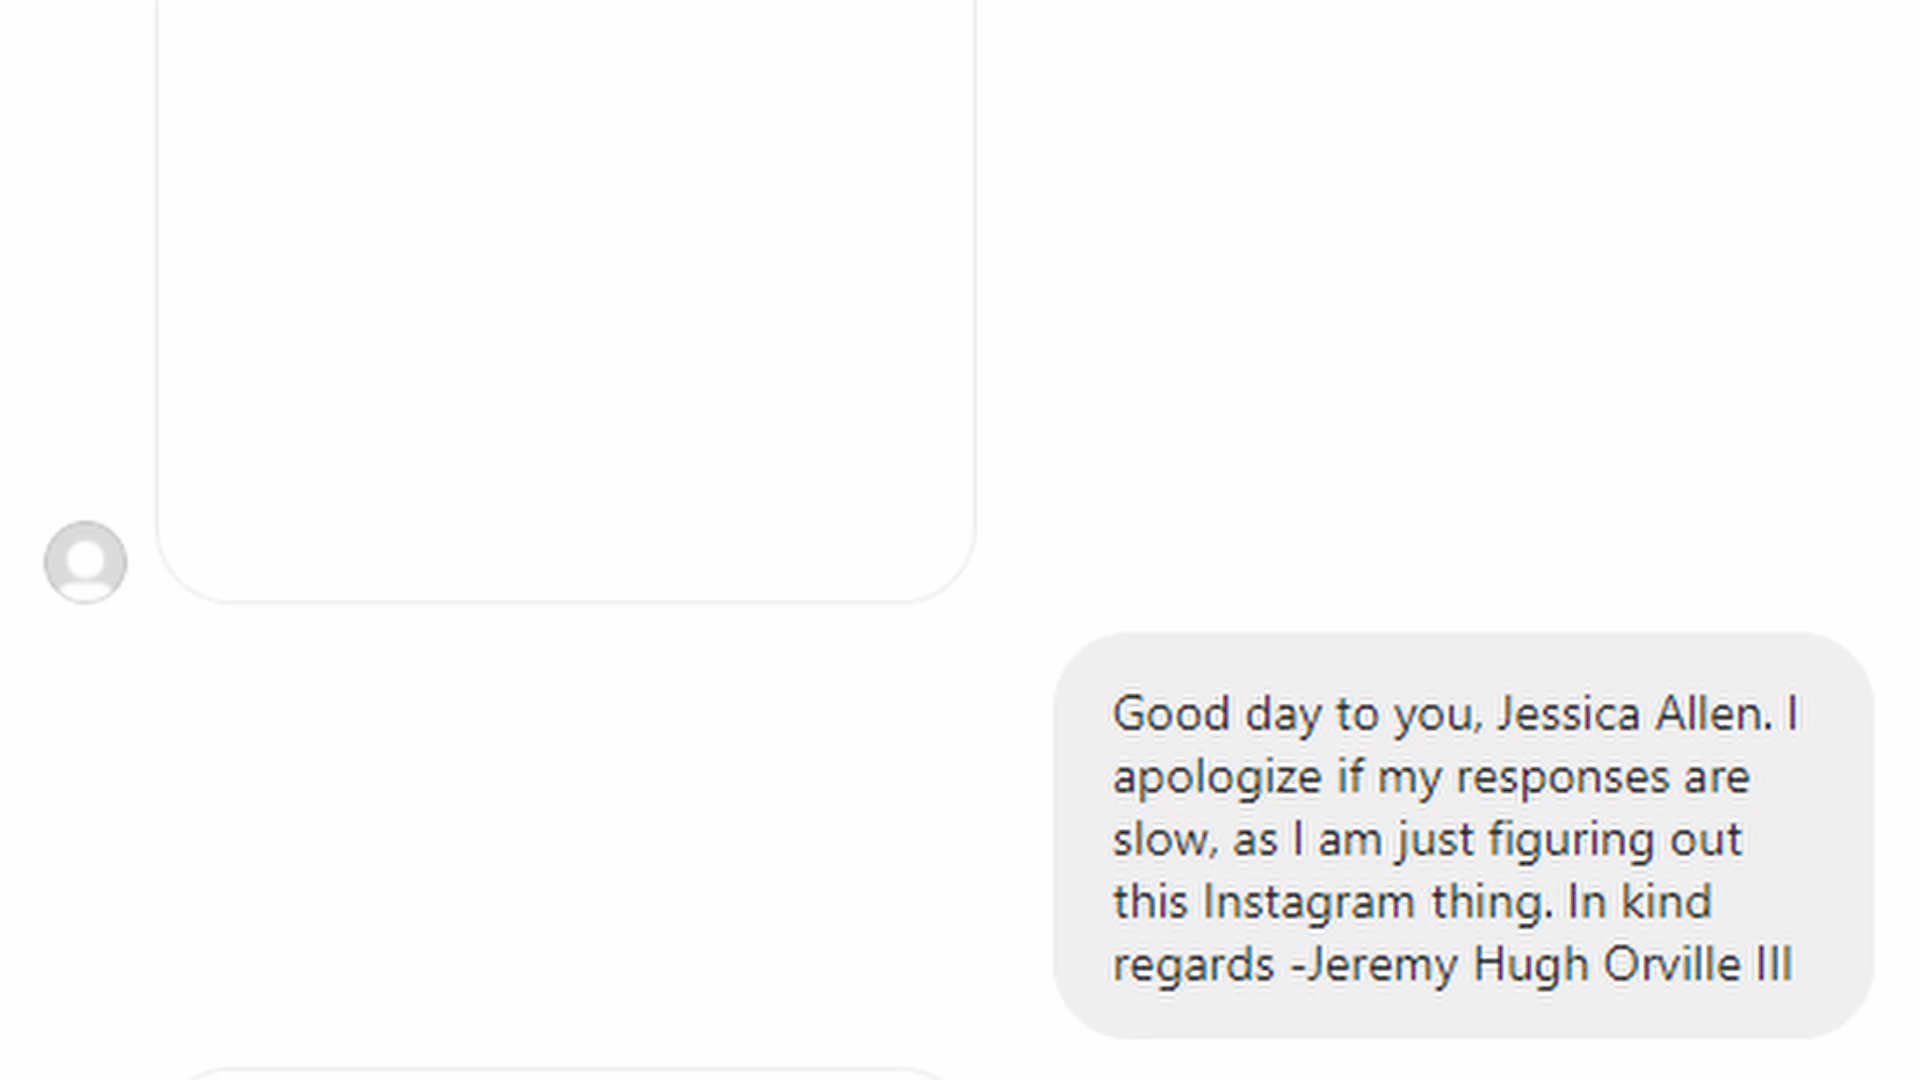 Good day to you, Jessica Allen. I
apologize if my responses are
slow, as I am just figuring out
this Instagram thing. In kind
regards -Jeremy Hugh Orville III